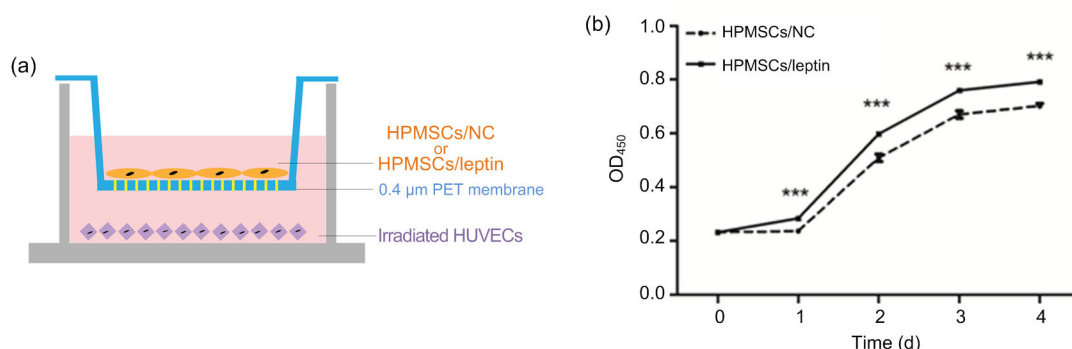 (a)
HPMSCs/NC
or
HPMSCs/leptin
0.4 μm PET membrane
Irradiated HUVECs
(b)
HPMSCs/NC
HPMSCs/leptin
OD450
1.0
0.8
0.6
0.4
0.2
0.0
***
***
***
***
0 1 2 3 4
Time (d)